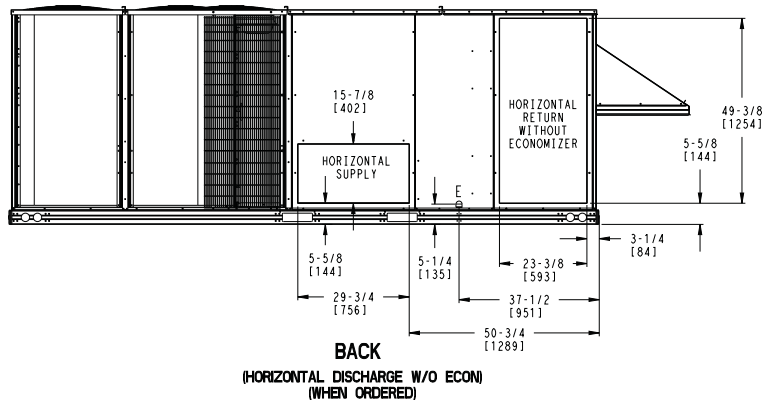 15-7/8
[402]
HORIZONTAL
SUPPLY
E
HORIZONTAL
RETURN
WITHOUT
ECONOMIZER
49-3/8
[1254]
5-5/8
[144]
3-1/4
[84]
5-5/8
[144]
5-1/4
[135]
23-3/8
[593]
29-3/4
[756]
37-1/2
[951]
50-3/4
[1289]
BACK
(HORIZONTAL DISCHARGE W/O ECON)
(WHEN ORDERED)